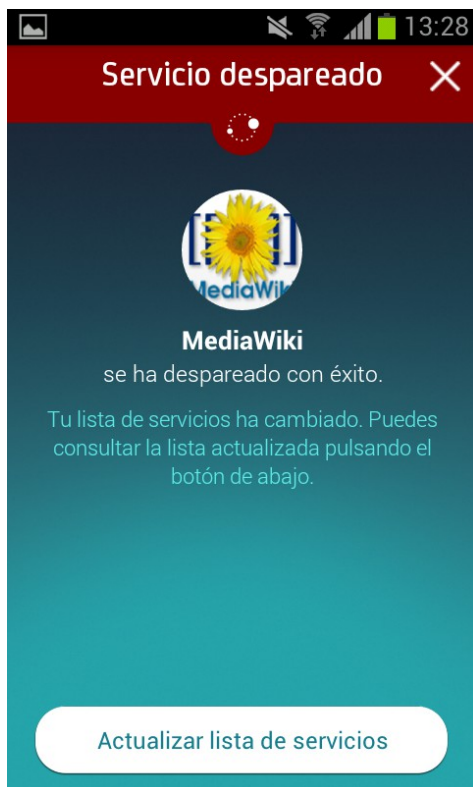 13:28
Servicio despareado
[[ ]]
MediaWiki
MediaWiki
se ha despareado con éxito.
Tu lista de servicios ha cambiado. Puedes
consultar la lista actualizada pulsando el
botón de abajo.
Actualizar lista de servicios